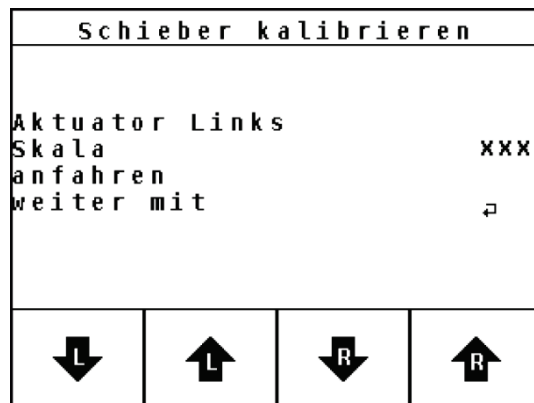 Schieber kalibrieren
Aktuator Links
Skala XXX
anfahren
weiter mit ↵
L L R R